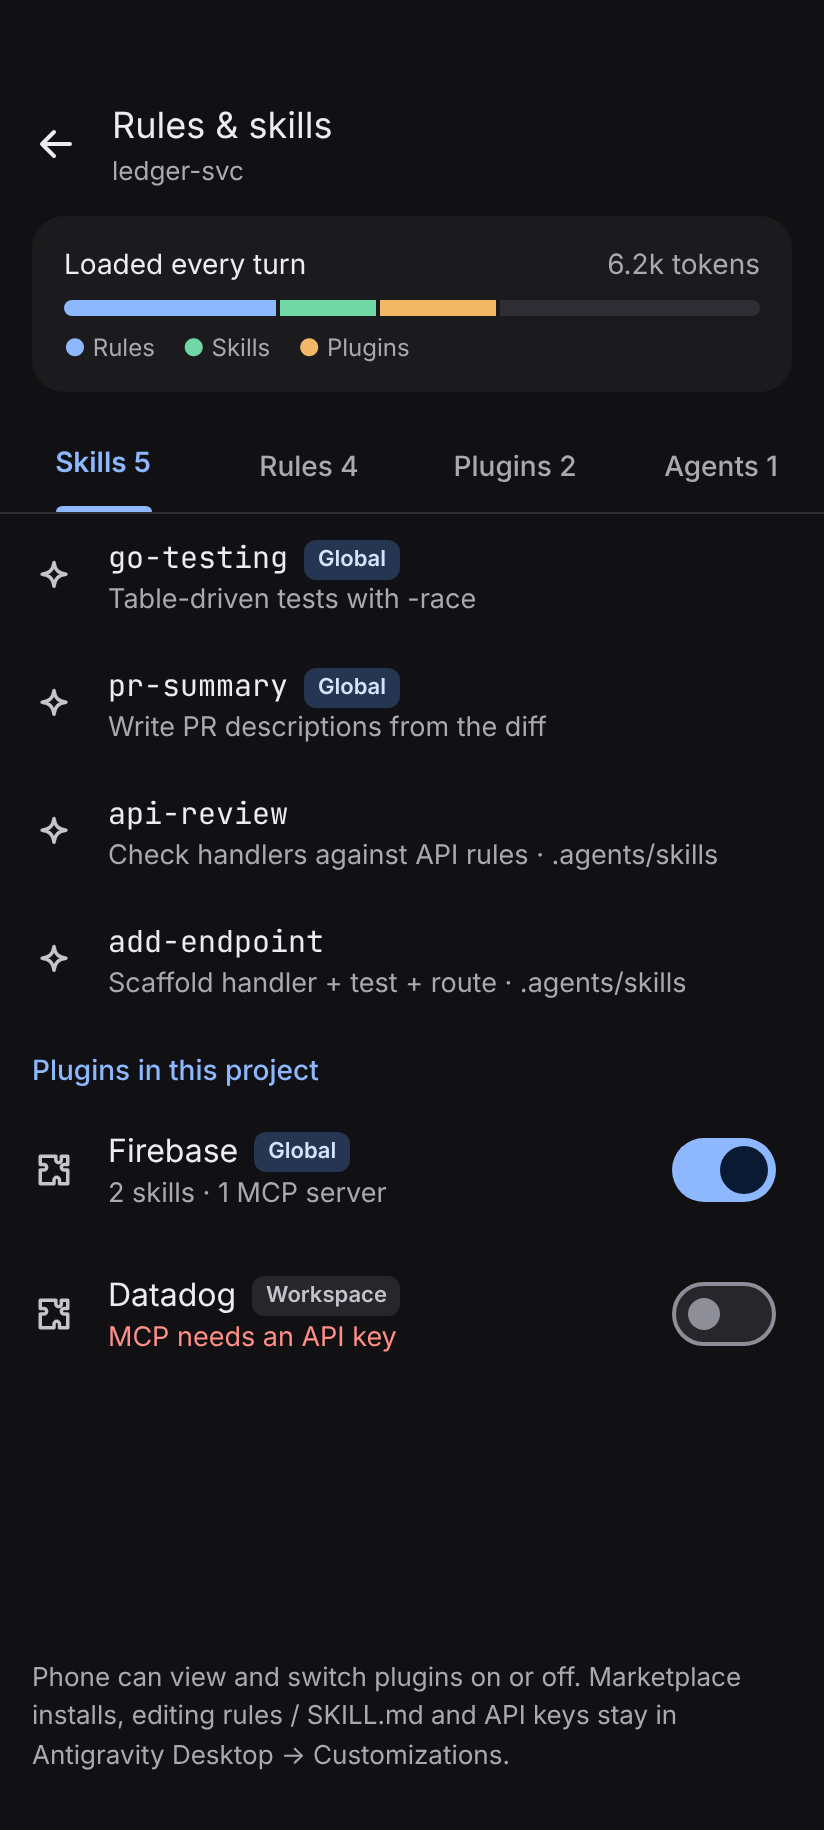 Rules & skills
ledger-svc
Loaded every turn 6.2k tokens
Rules Skills Plugins
Skills 5 Rules 4 Plugins 2 Agents 1
go-testing Global
Table-driven tests with -race
pr-summary Global
Write PR descriptions from the diff
api-review
Check handlers against API rules · .agents/skills
add-endpoint
Scaffold handler + test + route · .agents/skills
Plugins in this project
Firebase Global
2 skills · 1 MCP server
Datadog Workspace
MCP needs an API key
Phone can view and switch plugins on or off. Marketplace
installs, editing rules / SKILL.md and API keys stay in
Antigravity Desktop → Customizations.